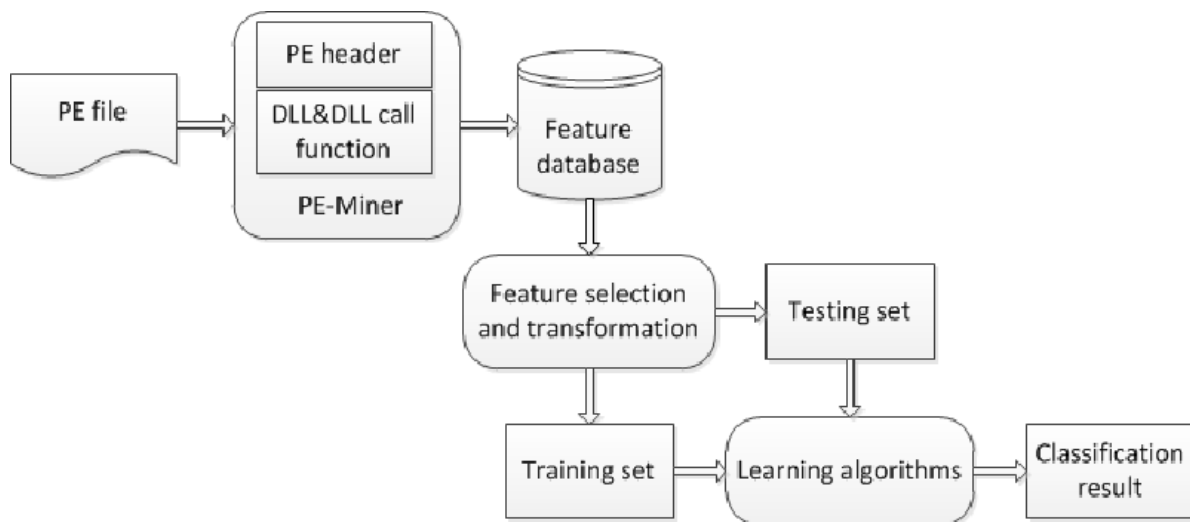 PE file
PE header
DLL&DLL call
function
PE-Miner
Feature
database
Feature selection
and transformation
Testing set
Training set
Learning algorithms
Classification
result